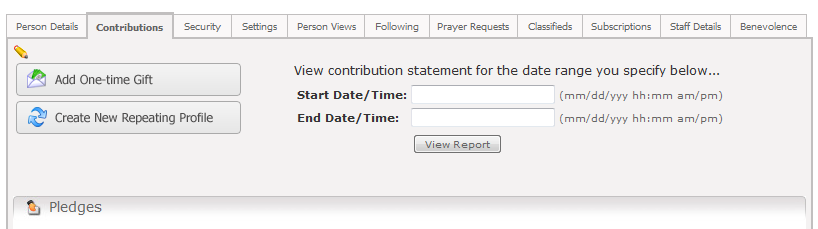 Person Details Contributions Security Settings Person Views Following Prayer Requests Classifieds Subscriptions Staff Details Benevolence
Add One-time Gift
Create New Repeating Profile
View contribution statement for the date range you specify below...
Start Date/Time: (mm/dd/yyy hh:mm am/pm)
End Date/Time: (mm/dd/yyy hh:mm am/pm)
View Report
Pledges